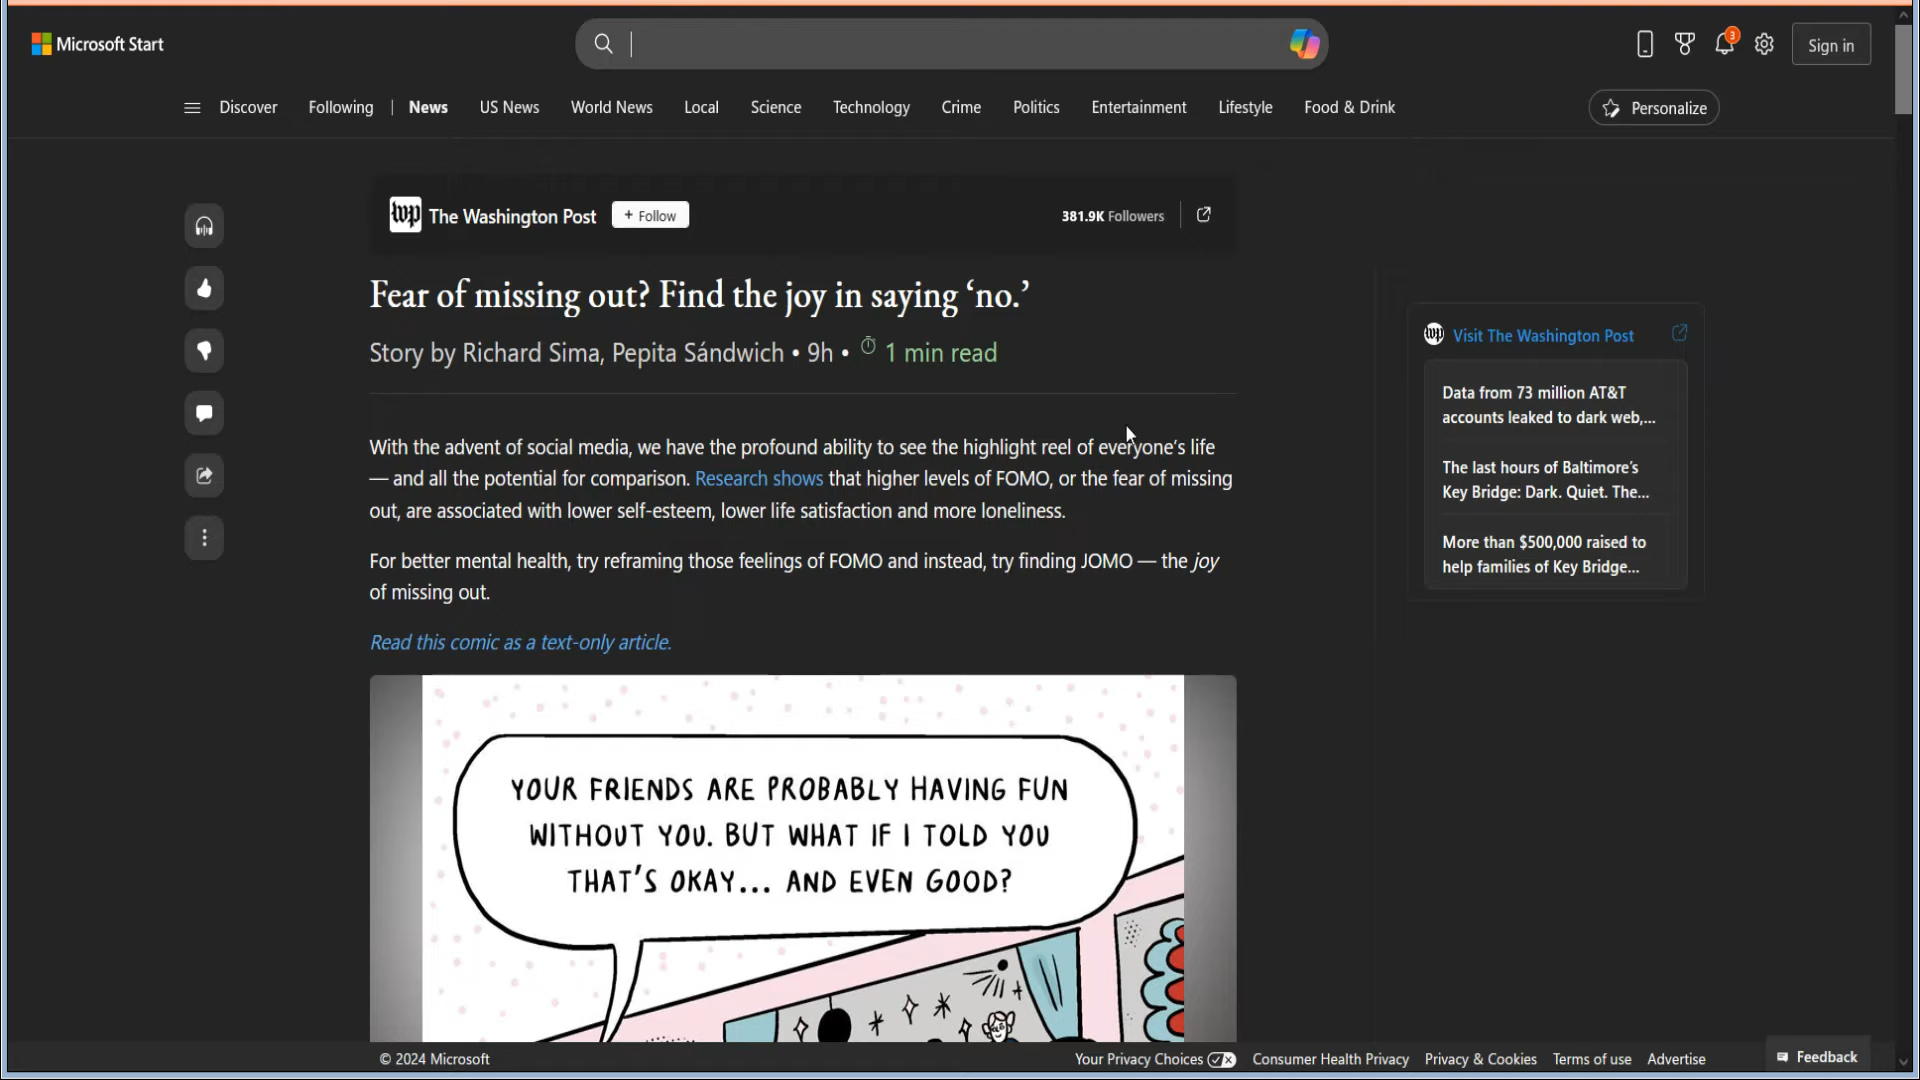 Microsoft Start
3
Sign in
Discover
Following
News
US News
World News
Local
Science
Technology
Crime
Politics
Entertainment
Lifestyle
Food & Drink
Personalize
wp
The Washington Post
+ Follow
381.9K Followers
Fear of missing out? Find the joy in saying ‘no.’
Story by Richard Sima, Pepita Sándwich • 9h • 1 min read
With the advent of social media, we have the profound ability to see the highlight reel of everyone’s life
— and all the potential for comparison. Research shows that higher levels of FOMO, or the fear of missing
out, are associated with lower self-esteem, lower life satisfaction and more loneliness.
For better mental health, try reframing those feelings of FOMO and instead, try finding JOMO — the joy
of missing out.
Read this comic as a text-only article.
YOUR FRIENDS ARE PROBABLY HAVING FUN
WITHOUT YOU. BUT WHAT IF I TOLD YOU
THAT'S OKAY... AND EVEN GOOD?
wp
Visit The Washington Post
Data from 73 million AT&T
accounts leaked to dark web,...
The last hours of Baltimore’s
Key Bridge: Dark. Quiet. The...
More than $500,000 raised to
help families of Key Bridge...
© 2024 Microsoft
Your Privacy Choices
Consumer Health Privacy
Privacy & Cookies
Terms of use
Advertise
Feedback